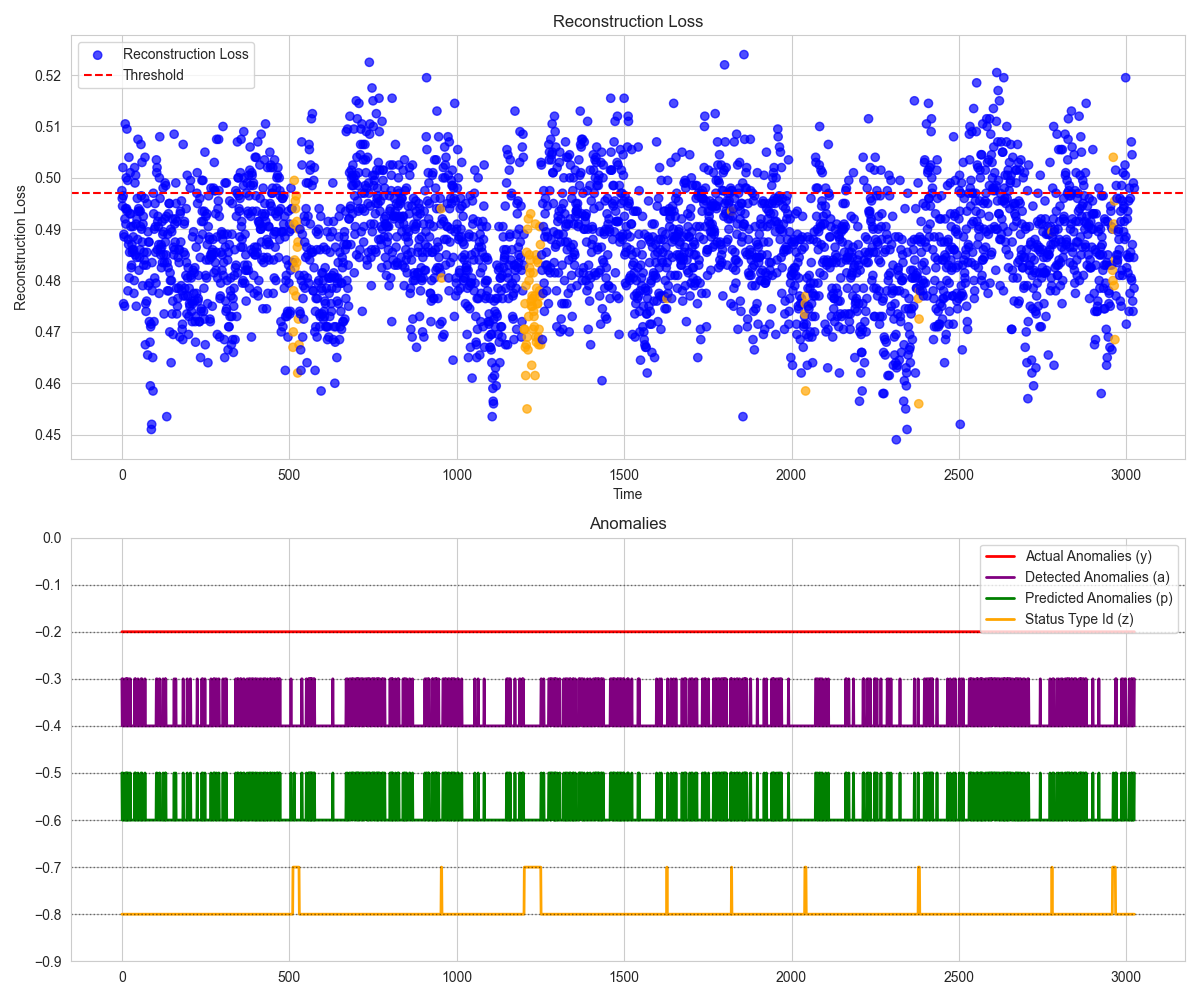 Reconstruction Loss
Reconstruction Loss
Threshold
0.52
0.51
0.50
0.49
0.48
0.47
0.46
0.45
Reconstruction Loss
0 500 1000 1500 2000 2500 3000
Time
Anomalies
Actual Anomalies (y)
Detected Anomalies (a)
Predicted Anomalies (p)
Status Type Id (z)
0.0
−0.1
−0.2
−0.3
−0.4
−0.5
−0.6
−0.7
−0.8
−0.9
0 500 1000 1500 2000 2500 3000